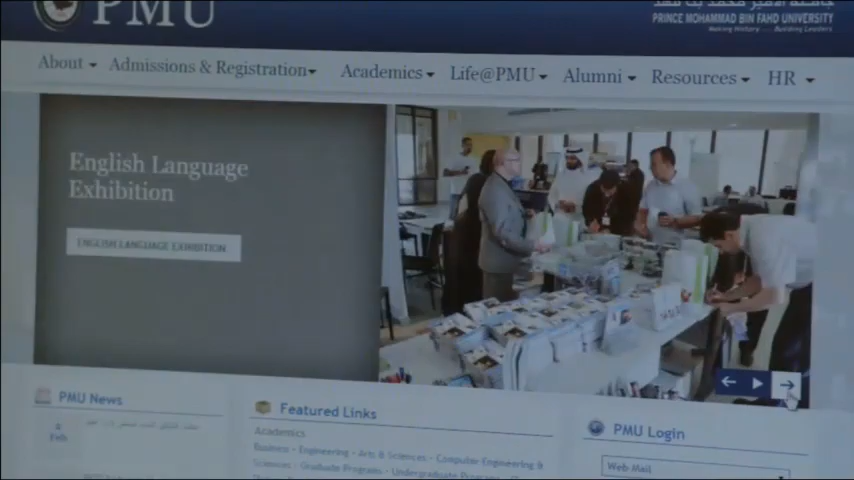 PMU
جامعة الأمير محمد بن فهد
PRINCE MOHAMMAD BIN FAHD UNIVERSITY
Making History ... Building Leaders
About Admissions & Registration Academics Life@PMU Alumni Resources HR
English Language
Exhibition
ENGLISH LANGUAGE EXHIBITION
PMU News
Feb
Featured Links
Academics
Business - Engineering - Arts & Sciences - Computer Engineering &
Sciences - Graduate Programs - Undergraduate Programs
PMU Login
Web Mail